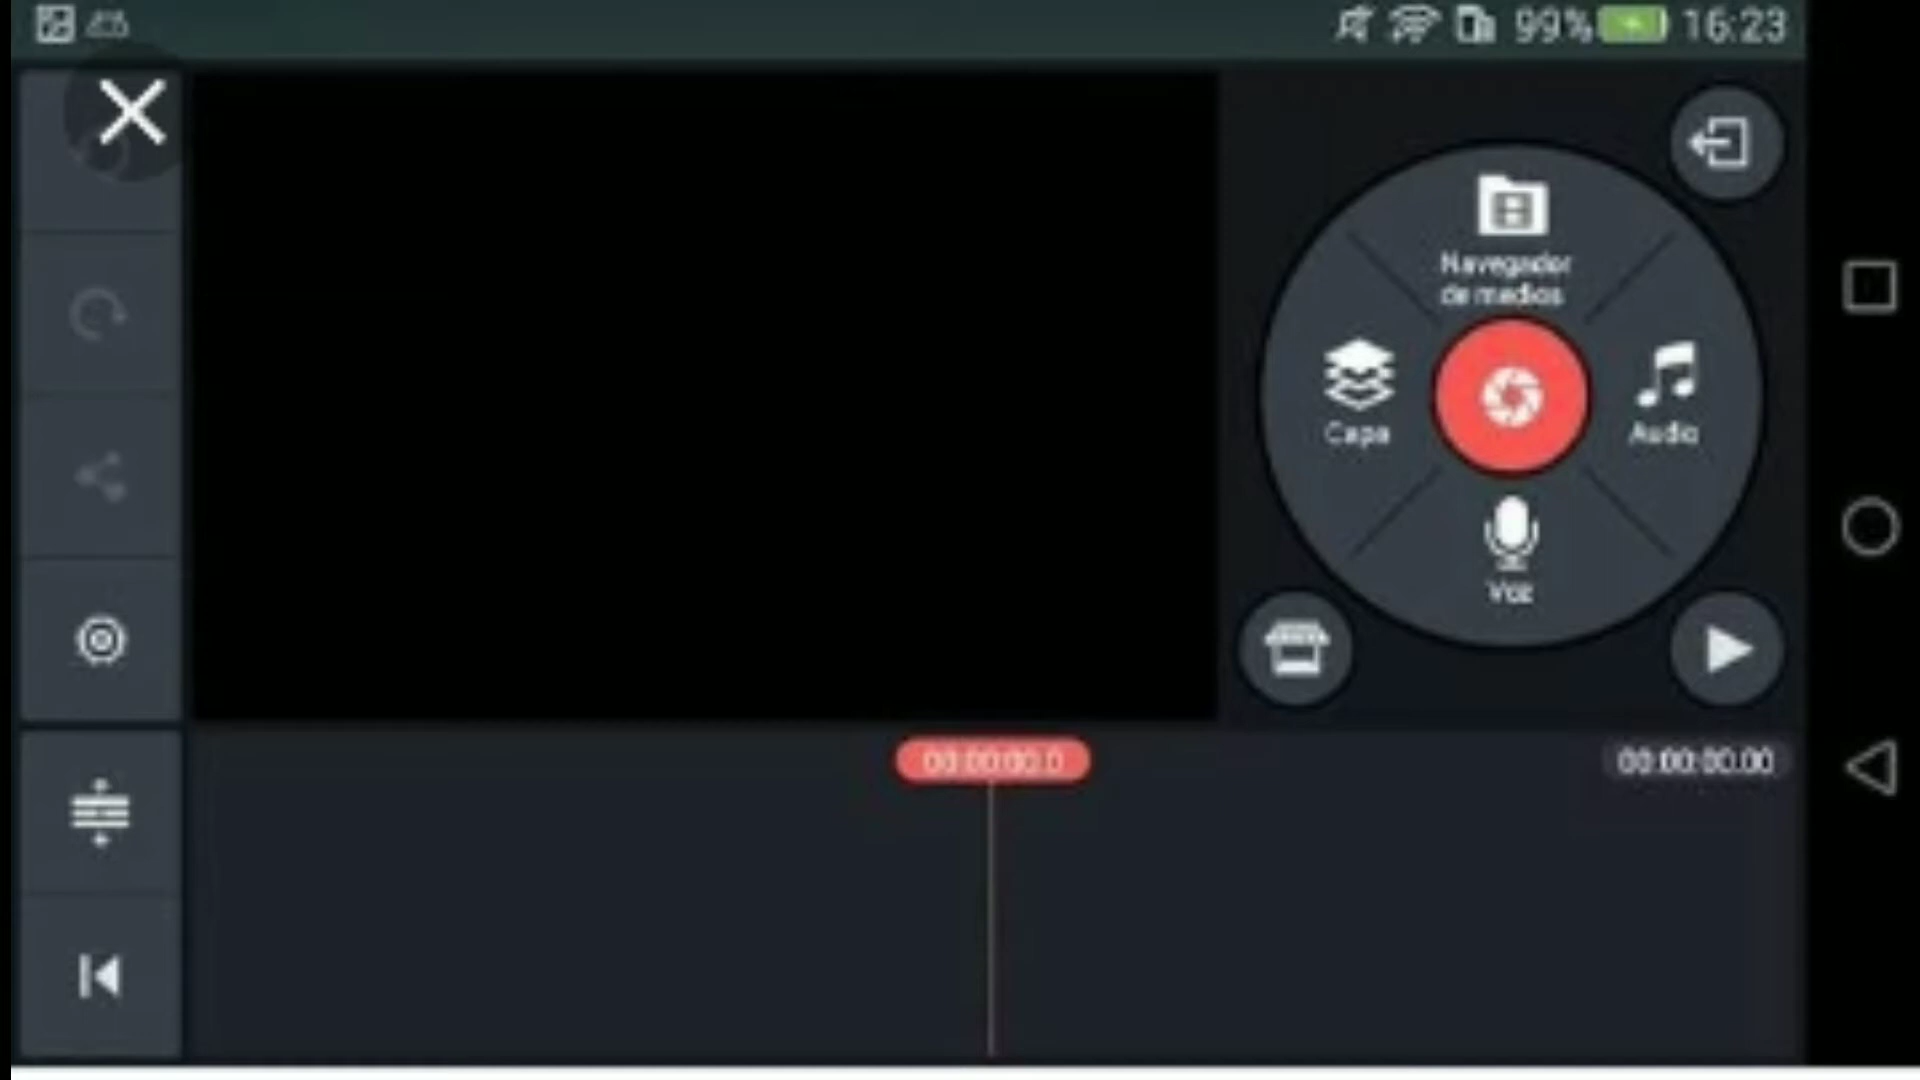 99% 16:23
Navegador
de medios
Capa
Audio
Voz
00:00:00.0
00:00:00.00